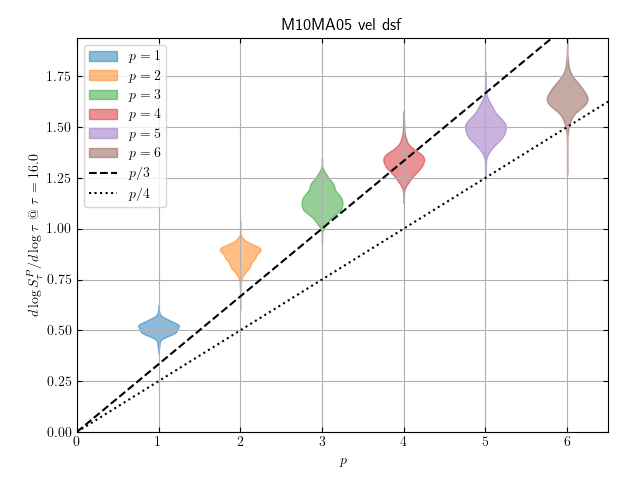 M10MA05 vel dsf
d log S_τ^P / d log τ @ τ = 16.0
1.75
1.50
1.25
1.00
0.75
0.50
0.25
0.00
p = 1
p = 2
p = 3
p = 4
p = 5
p = 6
p/3
p/4
0 1 2 3 4 5 6
p